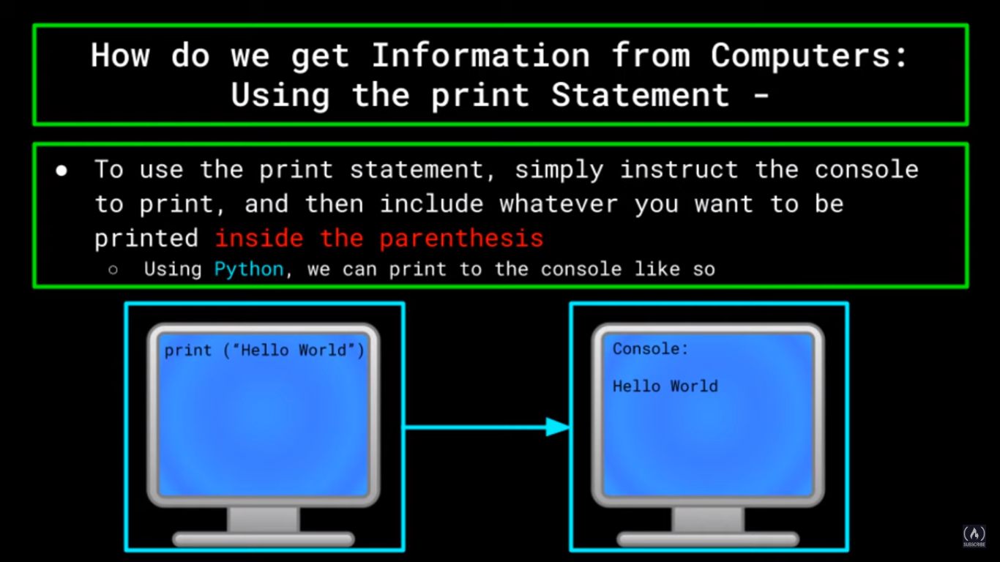 How do we get Information from Computers:
Using the print Statement -
● To use the print statement, simply instruct the console
to print, and then include whatever you want to be
printed inside the parenthesis
○ Using Python, we can print to the console like so
print (“Hello World”)
Console:
Hello World
SUBSCRIBE